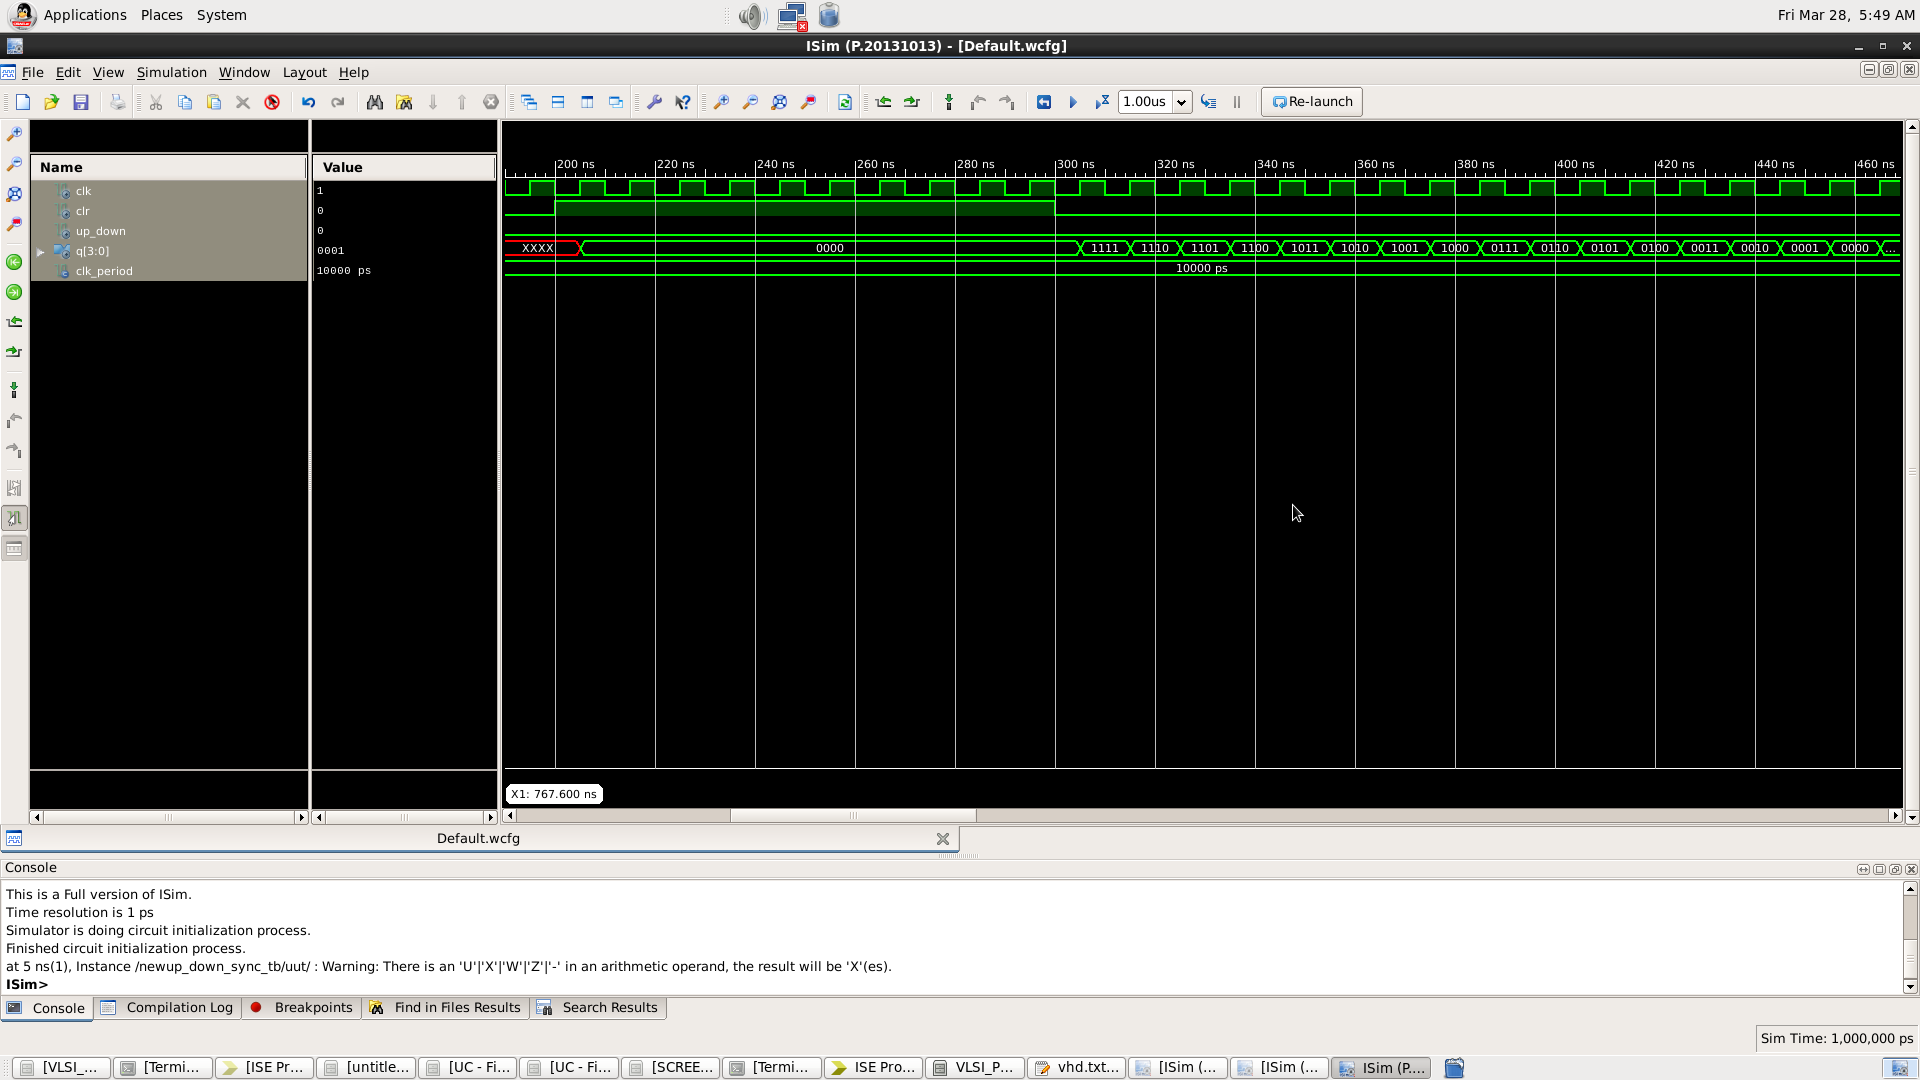 Applications Places System
Fri Mar 28, 5:49 AM
ISim (P.20131013) - [Default.wcfg]
File Edit View Simulation Window Layout Help
1.00us Re-launch
Name Value
200 ns 220 ns 240 ns 260 ns 280 ns 300 ns 320 ns 340 ns 360 ns 380 ns 400 ns 420 ns 440 ns 460 ns
clk 1
clr 0
up_down 0
q[3:0] 0001 XXXX 0000 1111 1110 1101 1100 1011 1010 1001 1000 0111 0110 0101 0100 0011 0010 0001 0000 ...
clk_period 10000 ps 10000 ps
X1: 767.600 ns
Default.wcfg
Console
This is a Full version of ISim.
Time resolution is 1 ps
Simulator is doing circuit initialization process.
Finished circuit initialization process.
at 5 ns(1), Instance /newup_down_sync_tb/uut/ : Warning: There is an 'U'|'X'|'W'|'Z'|'-' in an arithmetic operand, the result will be 'X'(es).
ISim>
Console Compilation Log Breakpoints Find in Files Results Search Results
Sim Time: 1,000,000 ps
[VLSI_... [Termi... [ISE Pr... [untitle... [UC - Fi... [UC - Fi... [SCREE... [Termi... ISE Pro... VLSI_P... vhd.txt... [ISim (... [ISim (... ISim (P....